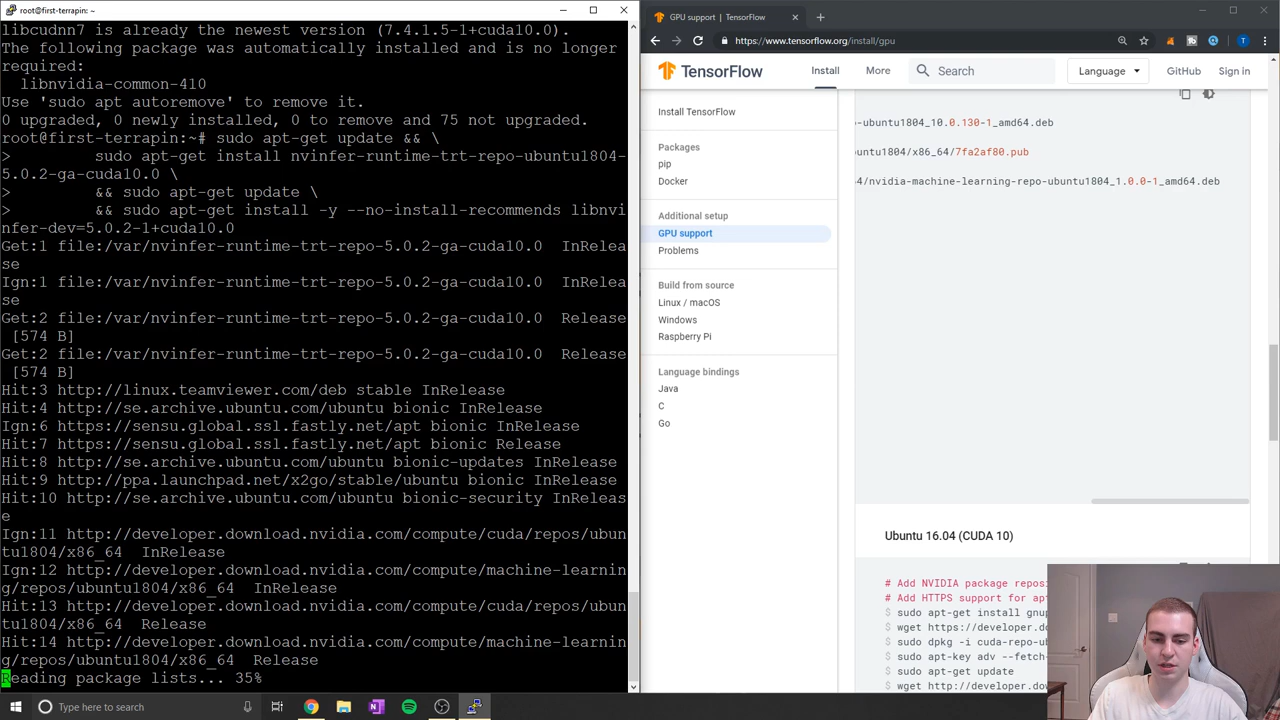 root@first-terrapin: ~
libcudnn7 is already the newest version (7.4.1.5-1+cuda10.0).
The following package was automatically installed and is no longer
required:
  libnvidia-common-410
Use 'sudo apt autoremove' to remove it.
0 upgraded, 0 newly installed, 0 to remove and 75 not upgraded.
root@first-terrapin:~# sudo apt-get update && \
>         sudo apt-get install nvinfer-runtime-trt-repo-ubuntu1804-
5.0.2-ga-cuda10.0 \
>         && sudo apt-get update \
>         && sudo apt-get install -y --no-install-recommends libnvi
nfer-dev=5.0.2-1+cuda10.0
Get:1 file:/var/nvinfer-runtime-trt-repo-5.0.2-ga-cuda10.0  InRelea
se
Ign:1 file:/var/nvinfer-runtime-trt-repo-5.0.2-ga-cuda10.0  InRelea
se
Get:2 file:/var/nvinfer-runtime-trt-repo-5.0.2-ga-cuda10.0  Release
 [574 B]
Get:2 file:/var/nvinfer-runtime-trt-repo-5.0.2-ga-cuda10.0  Release
 [574 B]
Hit:3 http://linux.teamviewer.com/deb stable InRelease
Hit:4 http://se.archive.ubuntu.com/ubuntu bionic InRelease
Ign:6 https://sensu.global.ssl.fastly.net/apt bionic InRelease
Hit:7 https://sensu.global.ssl.fastly.net/apt bionic Release
Hit:8 http://se.archive.ubuntu.com/ubuntu bionic-updates InRelease
Hit:9 http://ppa.launchpad.net/x2go/stable/ubuntu bionic InRelease
Hit:10 http://se.archive.ubuntu.com/ubuntu bionic-security InReleas
e
Ign:11 http://developer.download.nvidia.com/compute/cuda/repos/ubun
tu1804/x86_64  InRelease
Ign:12 http://developer.download.nvidia.com/compute/machine-learnin
g/repos/ubuntu1804/x86_64  InRelease
Hit:13 http://developer.download.nvidia.com/compute/cuda/repos/ubun
tu1804/x86_64  Release
Hit:14 http://developer.download.nvidia.com/compute/machine-learnin
g/repos/ubuntu1804/x86_64  Release
Reading package lists... 35%
GPU support | TensorFlow
https://www.tensorflow.org/install/gpu
T
TensorFlow
Install
More
Search
Language
GitHub
Sign in
Install TensorFlow
Packages
pip
Docker
Additional setup
GPU support
Problems
Build from source
Linux / macOS
Windows
Raspberry Pi
Language bindings
Java
C
Go
o-ubuntu1804_10.0.130-1_amd64.deb
untu1804/x86_64/7fa2af80.pub
64/nvidia-machine-learning-repo-ubuntu1804_1.0.0-1_amd64.deb
Ubuntu 16.04 (CUDA 10)
# Add NVIDIA package reposi
# Add HTTPS support for apt
$ sudo apt-get install gnup
$ wget https://developer.do
$ sudo dpkg -i cuda-repo-ub
$ sudo apt-key adv --fetch-
$ sudo apt-get update
$ wget http://developer.dow
Type here to search